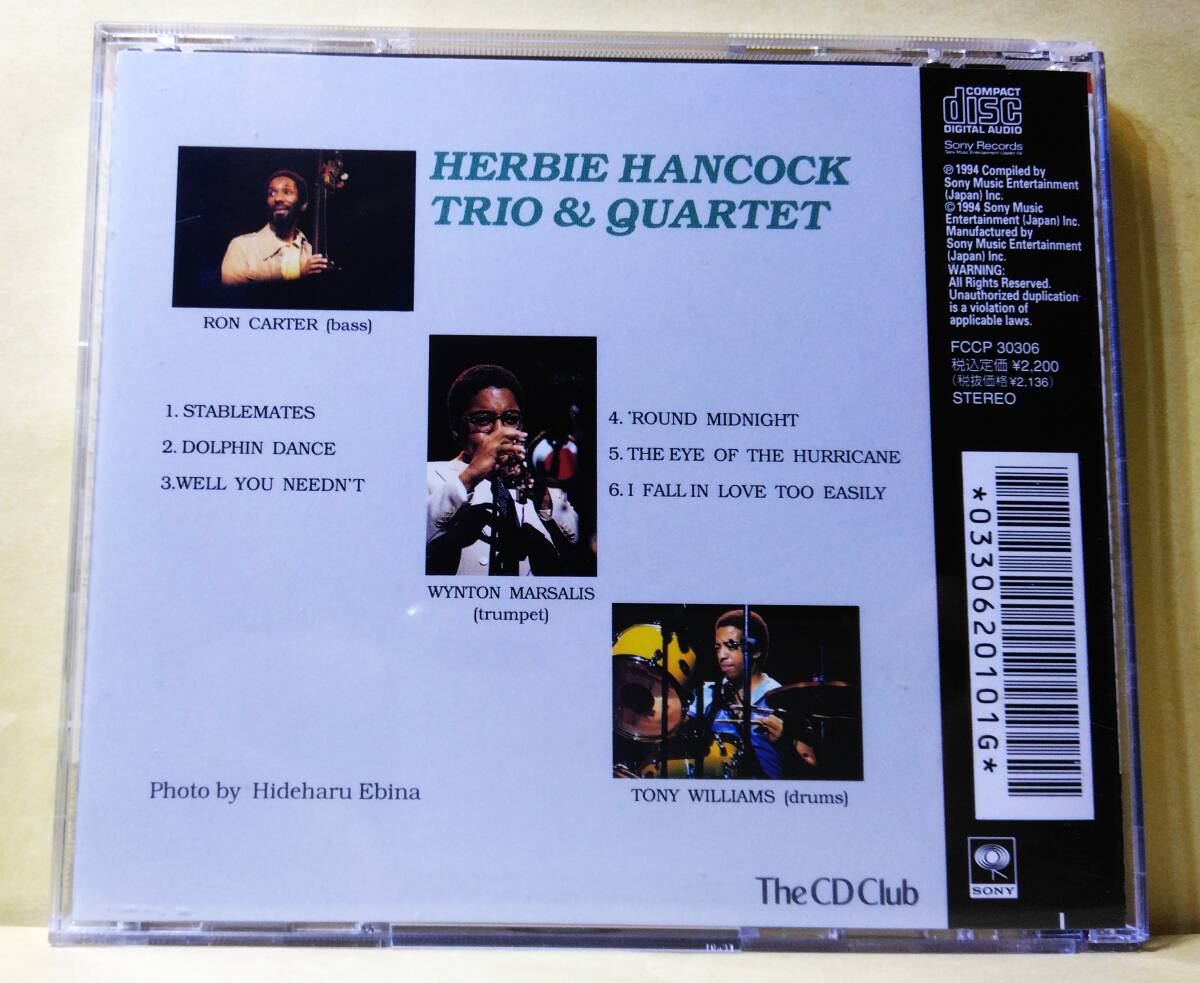 HERBIE HANCOCK
TRIO & QUARTET
RON CARTER (bass)
1. STABLEMATES
2. DOLPHIN DANCE
3.WELL YOU NEEDN'T
4. 'ROUND MIDNIGHT
5. THE EYE OF THE HURRICANE
6. I FALL IN LOVE TOO EASILY
WYNTON MARSALIS
(trumpet)
TONY WILLIAMS (drums)
Photo by Hideharu Ebina
The CD Club
COMPACT
disc
DIGITAL AUDIO
Sony Records
Sony Music Entertainment (Japan) Inc.
℗ 1994 Compiled by
Sony Music Entertainment
(Japan) Inc.
© 1994 Sony Music
Entertainment (Japan) Inc.
Manufactured by
Sony Music Entertainment
(Japan) Inc.
WARNING:
All Rights Reserved.
Unauthorized duplication
is a violation of
applicable laws.
FCCP 30306
税込定価 ¥2,200
(税抜価格¥2,136)
STEREO
*0330620101G*
SONY